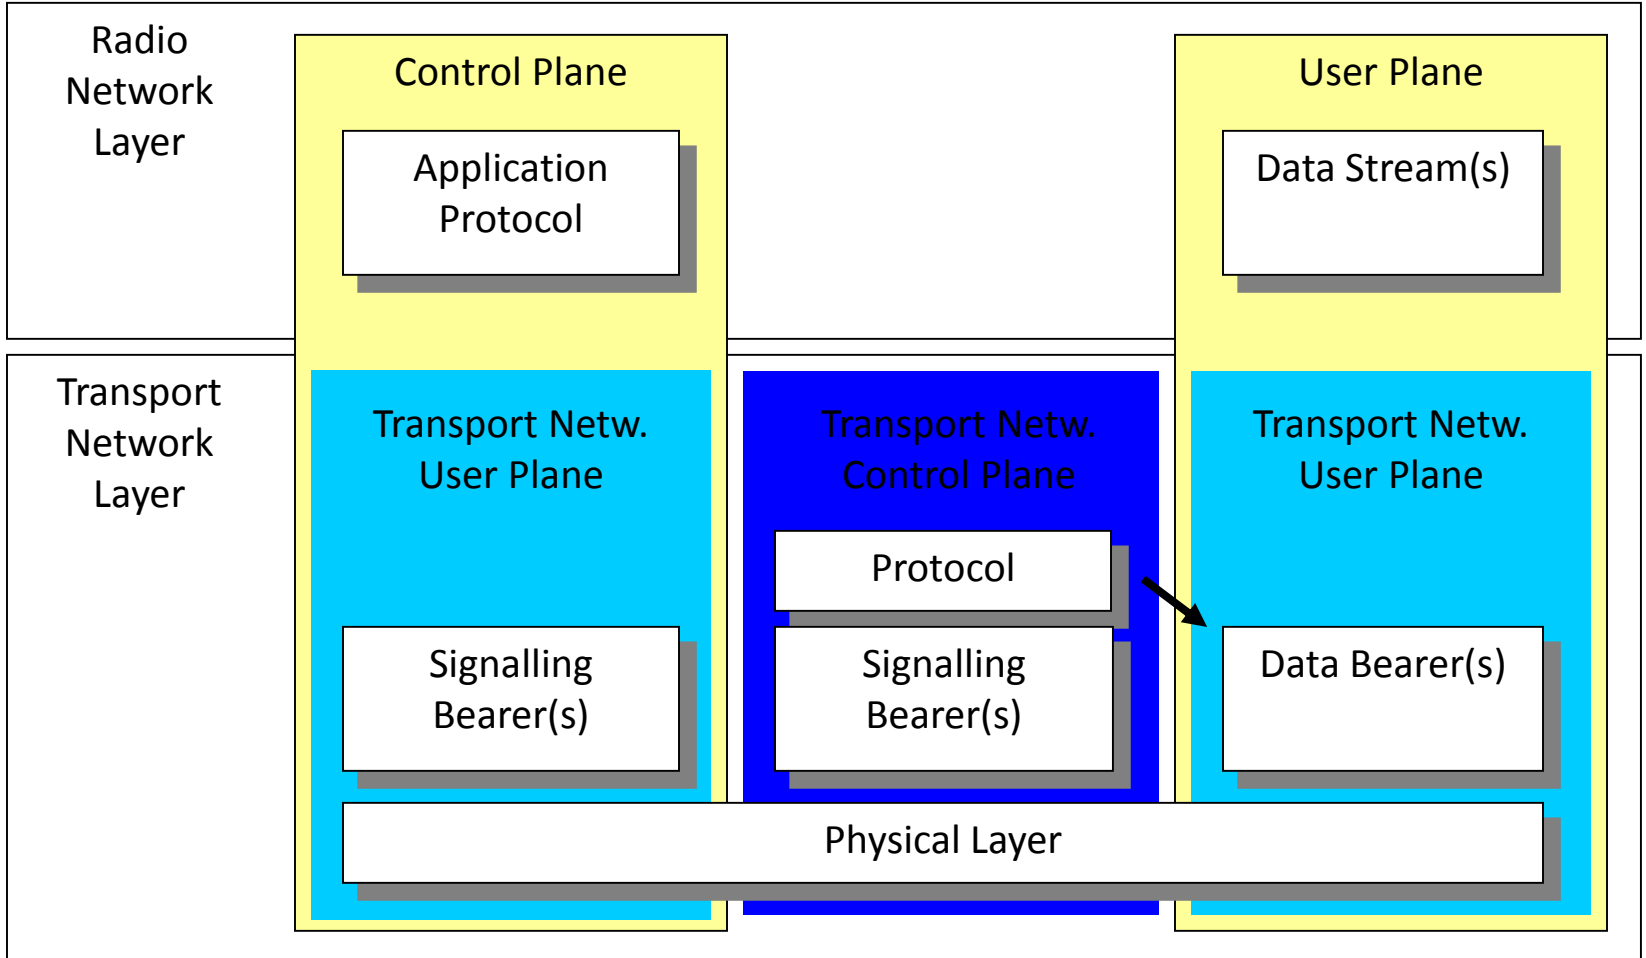 Radio
Network
Layer
Control Plane
User Plane
Application
Protocol
Data Stream(s)
Transport
Network
Layer
Transport Netw.
User Plane
Transport Netw.
Control Plane
Transport Netw.
User Plane
Protocol
Signalling
Bearer(s)
Signalling
Bearer(s)
Data Bearer(s)
Physical Layer